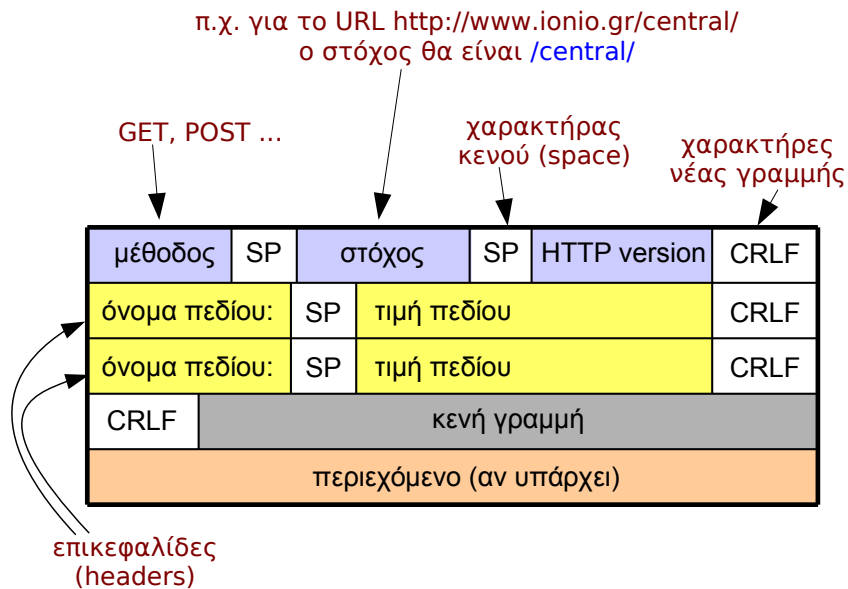 π.χ. για το URL http://www.ionio.gr/central/
ο στόχος θα είναι /central/
GET, POST ...
χαρακτήρας
κενού (space)
χαρακτήρες
νέας γραμμής
μέθοδος SP στόχος SP HTTP version CRLF
όνομα πεδίου: SP τιμή πεδίου CRLF
όνομα πεδίου: SP τιμή πεδίου CRLF
CRLF κενή γραμμή
περιεχόμενο (αν υπάρχει)
επικεφαλίδες
(headers)